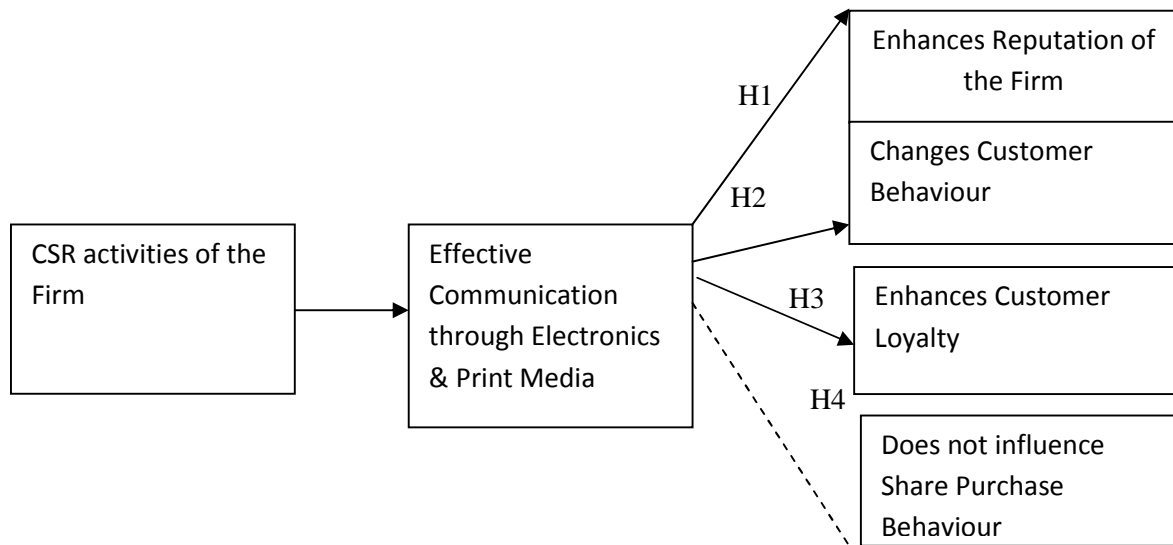 CSR activities of the
Firm
Effective
Communication
through Electronics
& Print Media
H1
H2
H3
H4
Enhances Reputation of
the Firm
Changes Customer
Behaviour
Enhances Customer
Loyalty
Does not influence
Share Purchase
Behaviour